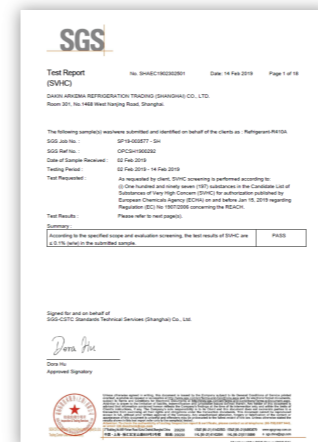 SGS
Test Report No. SHAEC1902302801 Date: 14 Feb 2019 Page 1 of 18
(SVHC)
DAIKIN ARKEMA REFRIGERATION TRADING (SHANGHAI) CO., LTD.
Room 301, No.1468 West Nanjing Road, Shanghai.
The following sample(s) was/were submitted and identified on behalf of the clients as : Refrigerant-R410A
SGS Job No. : SP19-003577 - SH
SGS Ref No. : OPCSH1900282
Date of Sample Received : 02 Feb 2019
Testing Period : 02 Feb 2019 - 14 Feb 2019
Test Requested : As requested by client, SVHC screening is performed according to:
(i) One hundred and ninety seven (197) substances in the Candidate List of
Substances of Very High Concern (SVHC) for authorization published by
European Chemicals Agency (ECHA) on and before Jan 15, 2019 regarding
Regulation (EC) No 1907/2006 concerning the REACH.
Test Results : Please refer to next page(s).
Summary :
According to the specified scope and evaluation screening, the test results of SVHC are PASS
≤ 0.1% (w/w) in the submitted sample.
Signed for and on behalf of
SGS-CSTC Standards Technical Services (Shanghai) Co., Ltd.
Dora Hu
Dora Hu
Approved Signatory